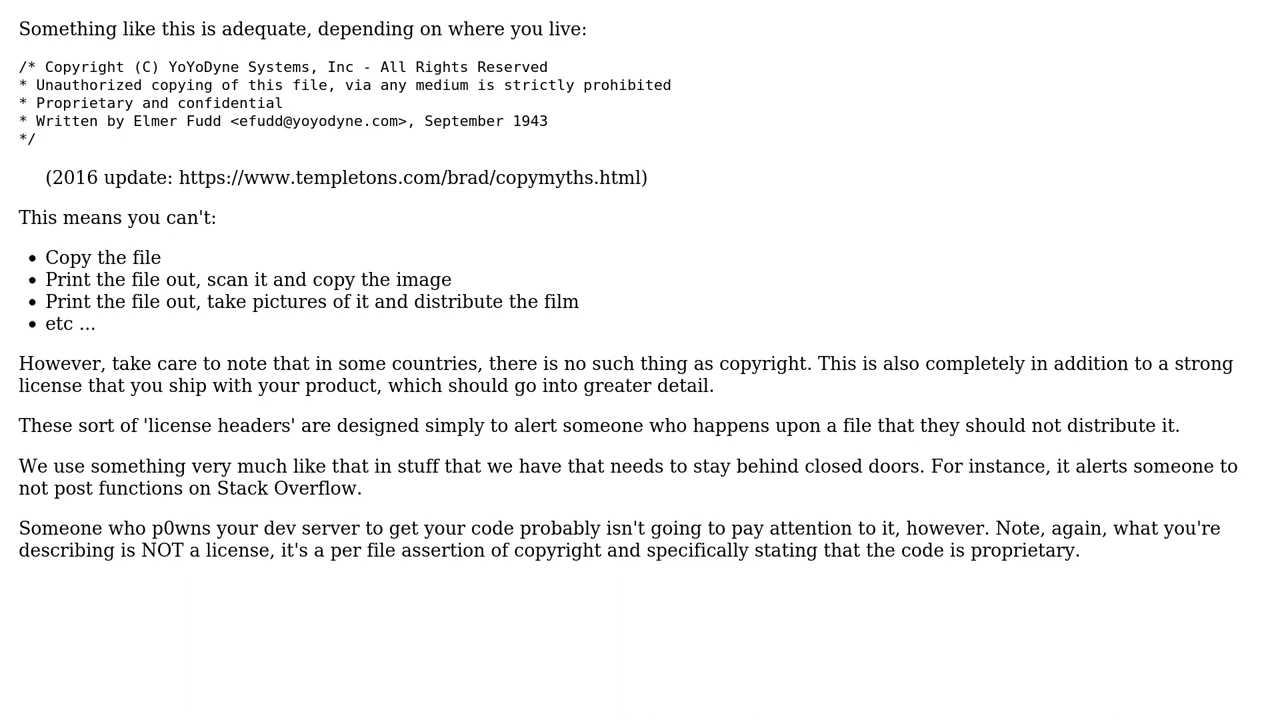 Something like this is adequate, depending on where you live:
/* Copyright (C) YoYoDyne Systems, Inc - All Rights Reserved
* Unauthorized copying of this file, via any medium is strictly prohibited
* Proprietary and confidential
* Written by Elmer Fudd <efudd@yoyodyne.com>, September 1943
*/
(2016 update: https://www.templetons.com/brad/copymyths.html)
This means you can't:
• Copy the file
• Print the file out, scan it and copy the image
• Print the file out, take pictures of it and distribute the film
• etc ...
However, take care to note that in some countries, there is no such thing as copyright. This is also completely in addition to a strong
license that you ship with your product, which should go into greater detail.
These sort of 'license headers' are designed simply to alert someone who happens upon a file that they should not distribute it.
We use something very much like that in stuff that we have that needs to stay behind closed doors. For instance, it alerts someone to
not post functions on Stack Overflow.
Someone who p0wns your dev server to get your code probably isn't going to pay attention to it, however. Note, again, what you're
describing is NOT a license, it's a per file assertion of copyright and specifically stating that the code is proprietary.